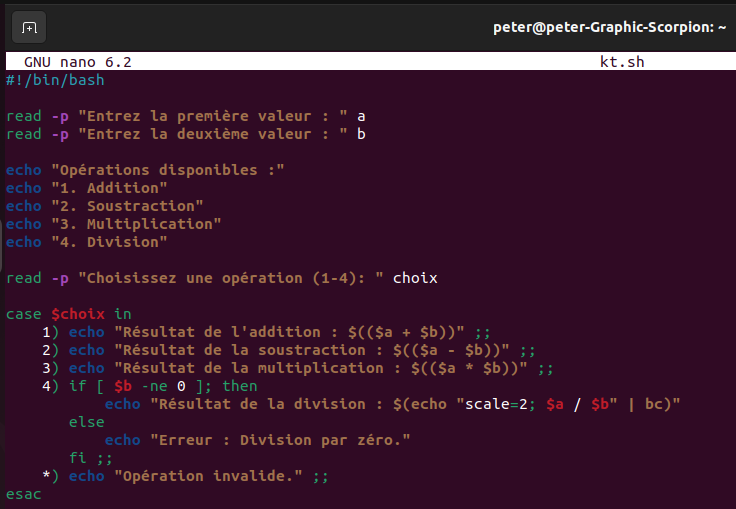 peter@peter-Graphic-Scorpion: ~
GNU nano 6.2 kt.sh
#!/bin/bash

read -p "Entrez la première valeur : " a
read -p "Entrez la deuxième valeur : " b

echo "Opérations disponibles :"
echo "1. Addition"
echo "2. Soustraction"
echo "3. Multiplication"
echo "4. Division"

read -p "Choisissez une opération (1-4): " choix

case $choix in
    1) echo "Résultat de l'addition : $(($a + $b))" ;;
    2) echo "Résultat de la soustraction : $(($a - $b))" ;;
    3) echo "Résultat de la multiplication : $(($a * $b))" ;;
    4) if [ $b -ne 0 ]; then
           echo "Résultat de la division : $(echo "scale=2; $a / $b" | bc)"
       else
           echo "Erreur : Division par zéro."
       fi ;;
    *) echo "Opération invalide." ;;
esac